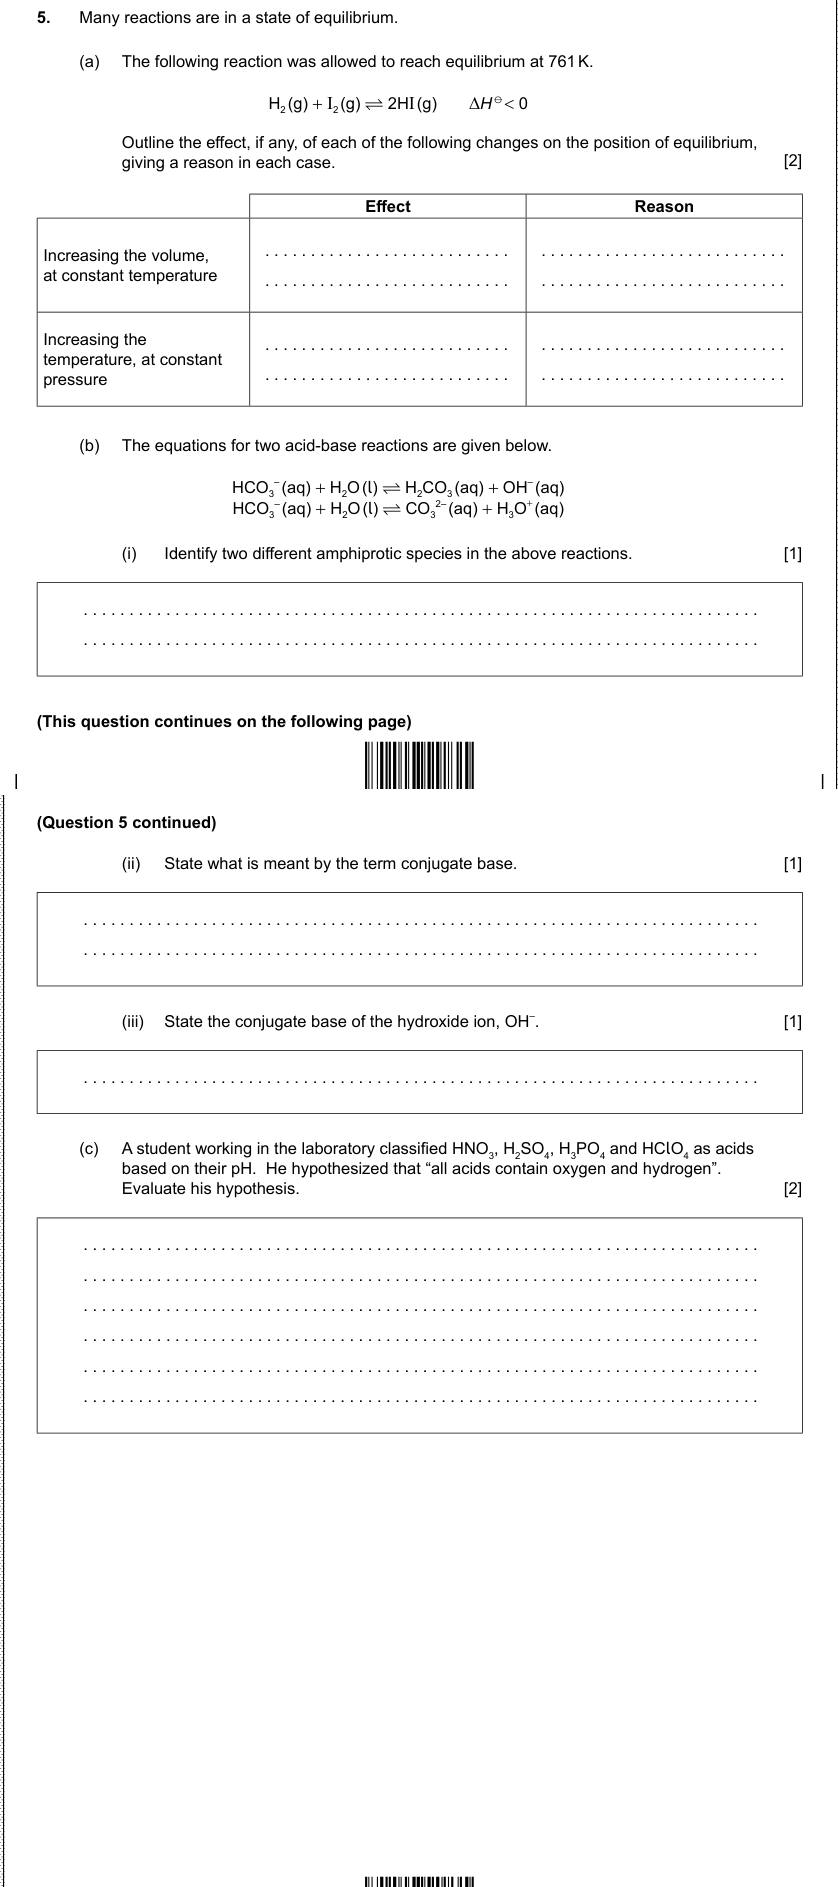 5. Many reactions are in a state of equilibrium.
(a) The following reaction was allowed to reach equilibrium at 761 K.
H₂(g) + I₂(g) ⇌ 2HI(g) ΔH⊖ < 0
Outline the effect, if any, of each of the following changes on the position of equilibrium,
giving a reason in each case. [2]
Effect Reason
Increasing the volume,
at constant temperature
Increasing the
temperature, at constant
pressure
(b) The equations for two acid-base reactions are given below.
HCO₃⁻(aq) + H₂O(l) ⇌ H₂CO₃(aq) + OH⁻(aq)
HCO₃⁻(aq) + H₂O(l) ⇌ CO₃²⁻(aq) + H₃O⁺(aq)
(i) Identify two different amphiprotic species in the above reactions. [1]
(This question continues on the following page)
(Question 5 continued)
(ii) State what is meant by the term conjugate base. [1]
(iii) State the conjugate base of the hydroxide ion, OH⁻. [1]
(c) A student working in the laboratory classified HNO₃, H₂SO₄, H₃PO₄ and HClO₄ as acids
based on their pH. He hypothesized that “all acids contain oxygen and hydrogen”.
Evaluate his hypothesis. [2]